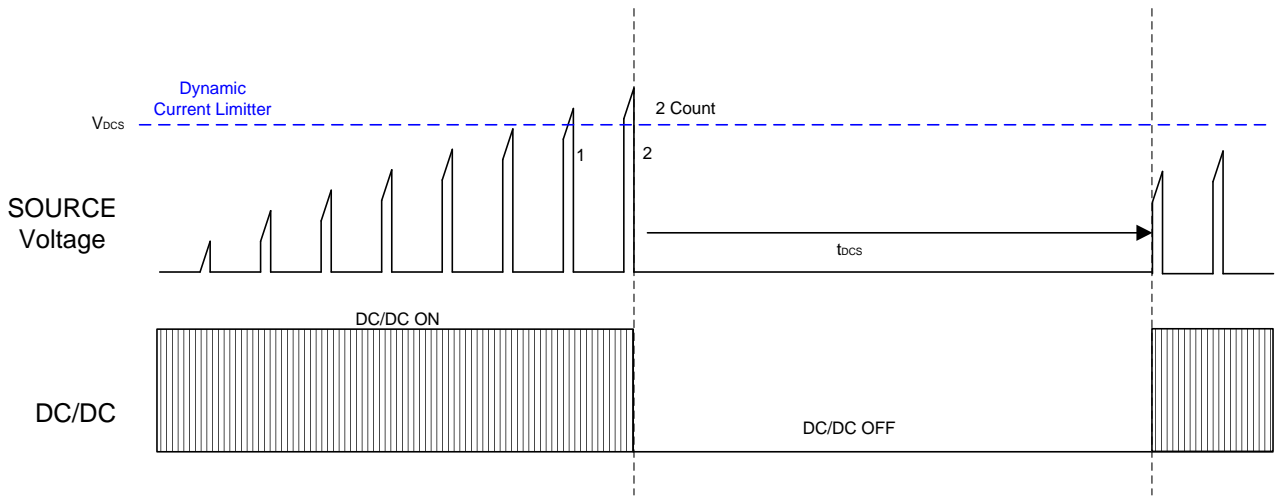 Dynamic
Current Limitter
VDCS
2 Count
1
2
SOURCE
Voltage
tDCS
DC/DC ON
DC/DC
DC/DC OFF